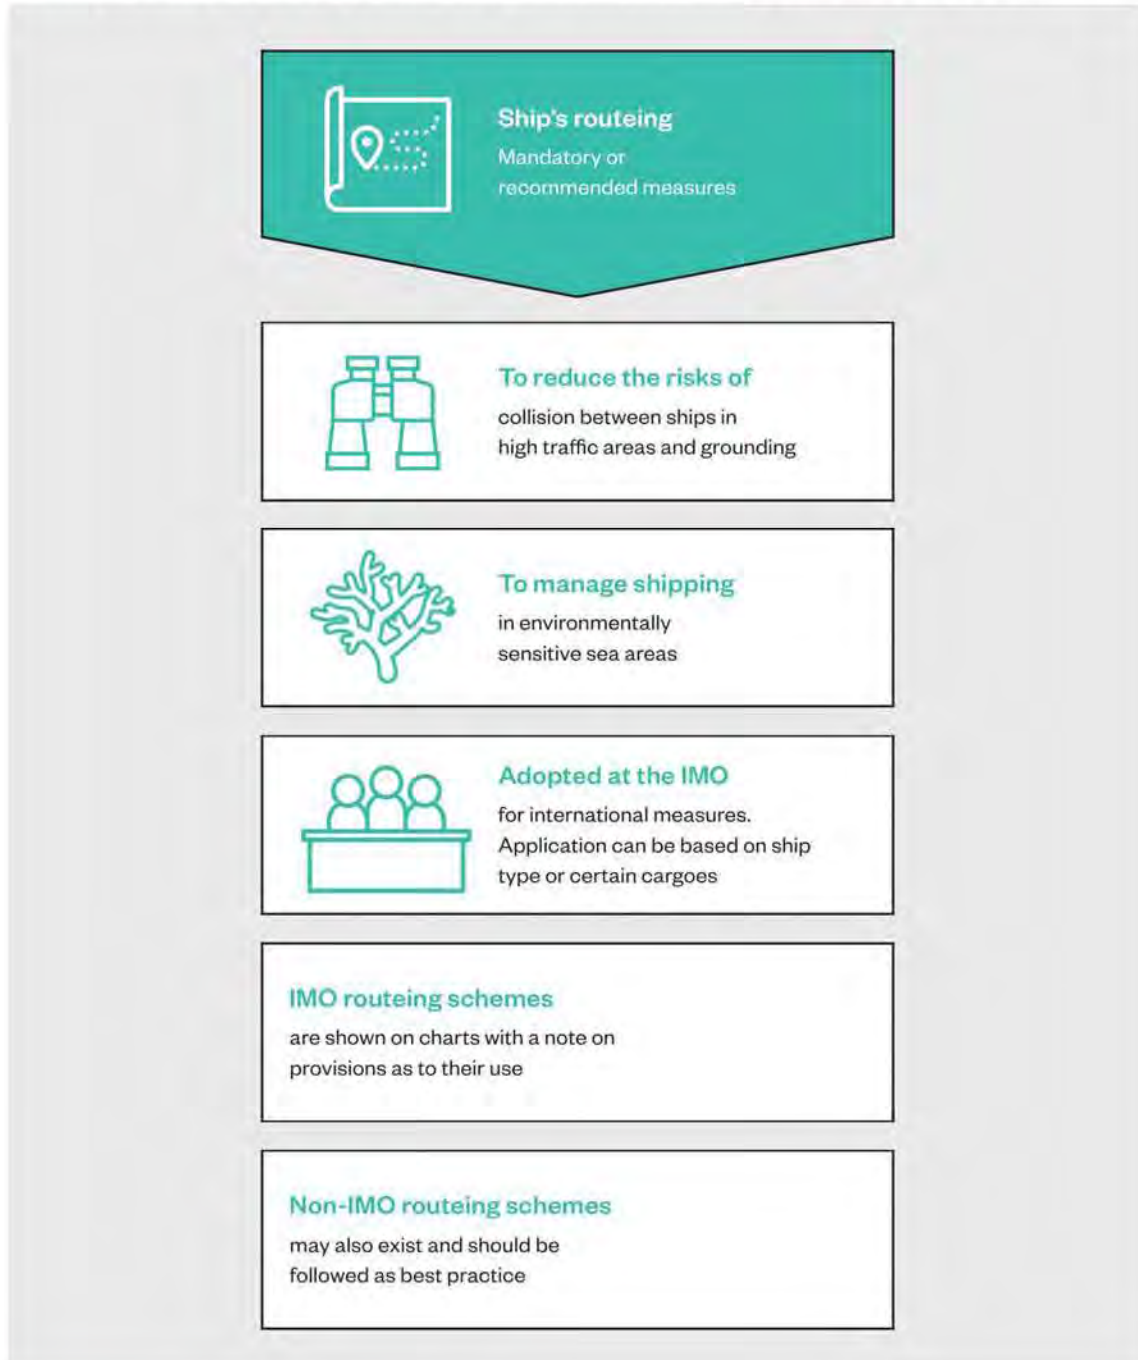 Ship's routeing
Mandatory or
recommended measures
To reduce the risks of
collision between ships in
high traffic areas and grounding
To manage shipping
in environmentally
sensitive sea areas
Adopted at the IMO
for international measures.
Application can be based on ship
type or certain cargoes
IMO routeing schemes
are shown on charts with a note on
provisions as to their use
Non-IMO routeing schemes
may also exist and should be
followed as best practice